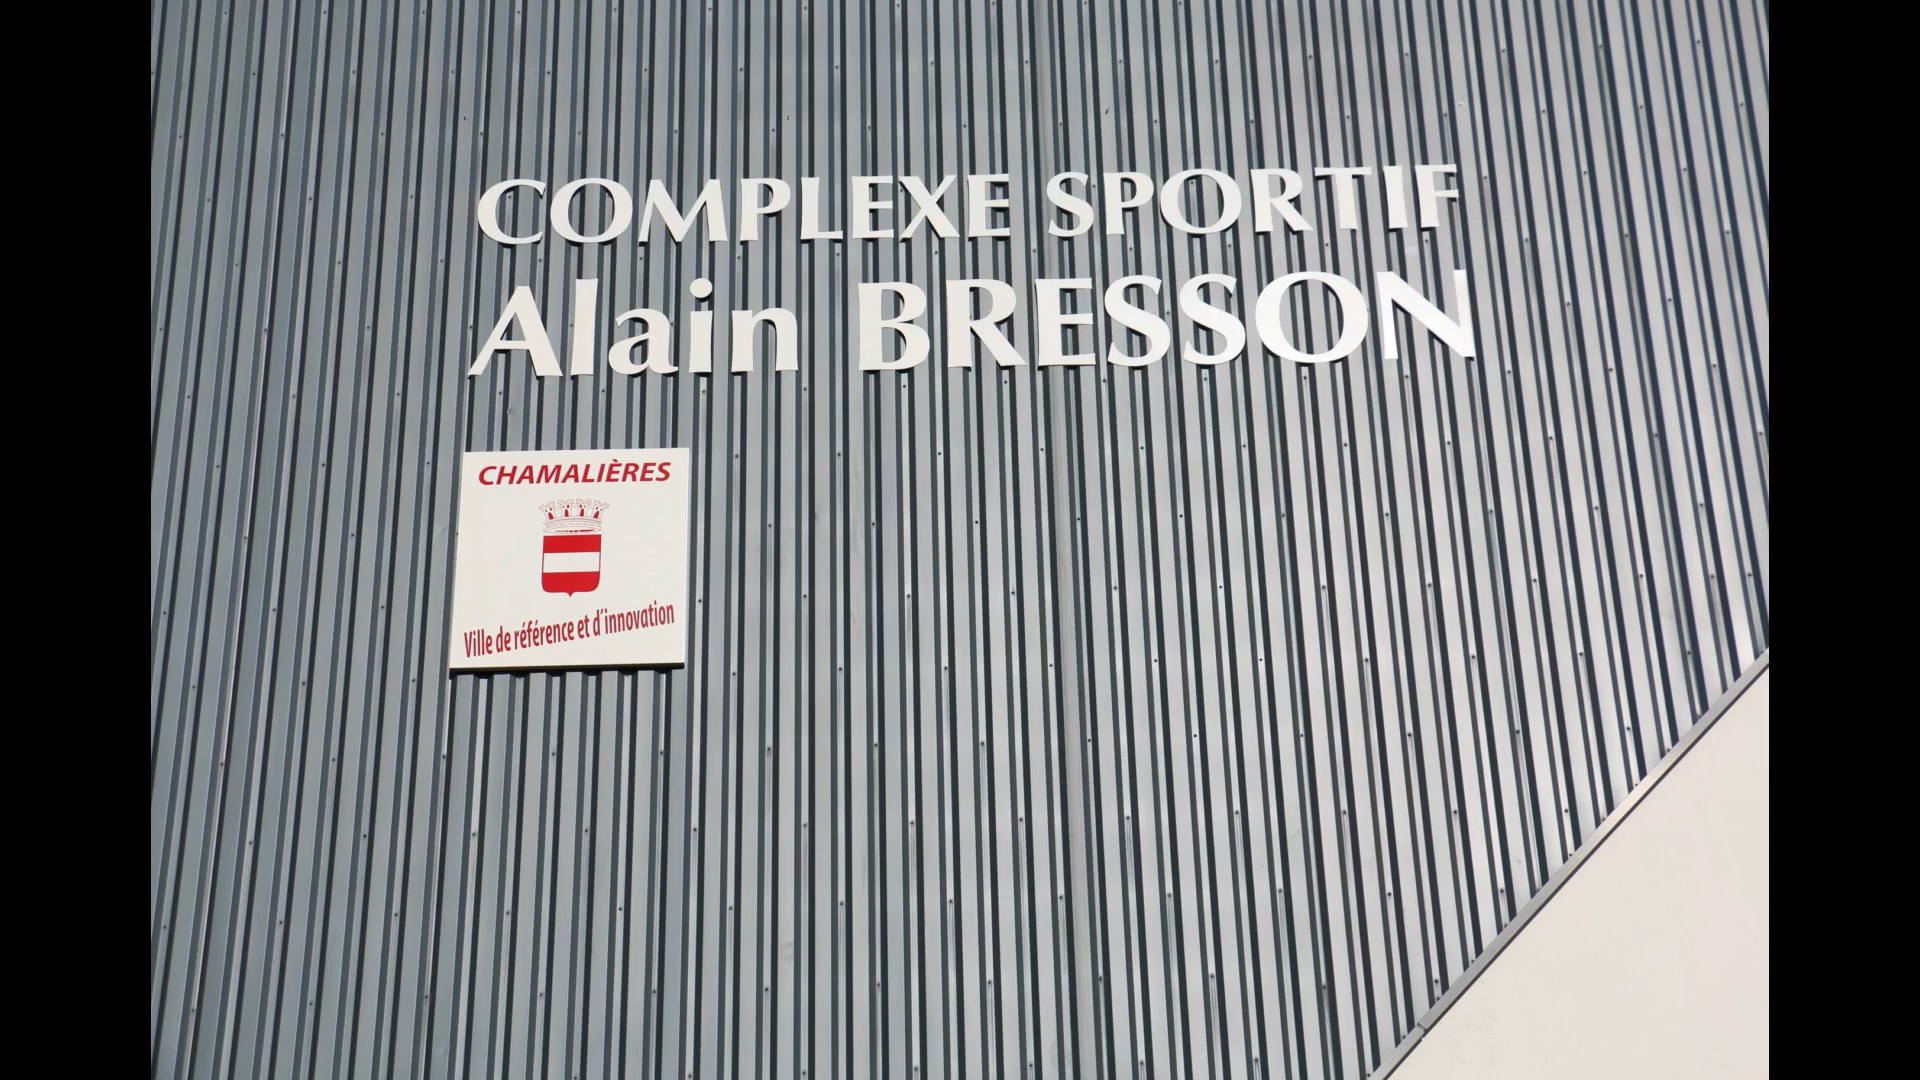 COMPLEXE SPORTIF
Alain BRESSON
CHAMALIÈRES
Ville de référence et d'innovation